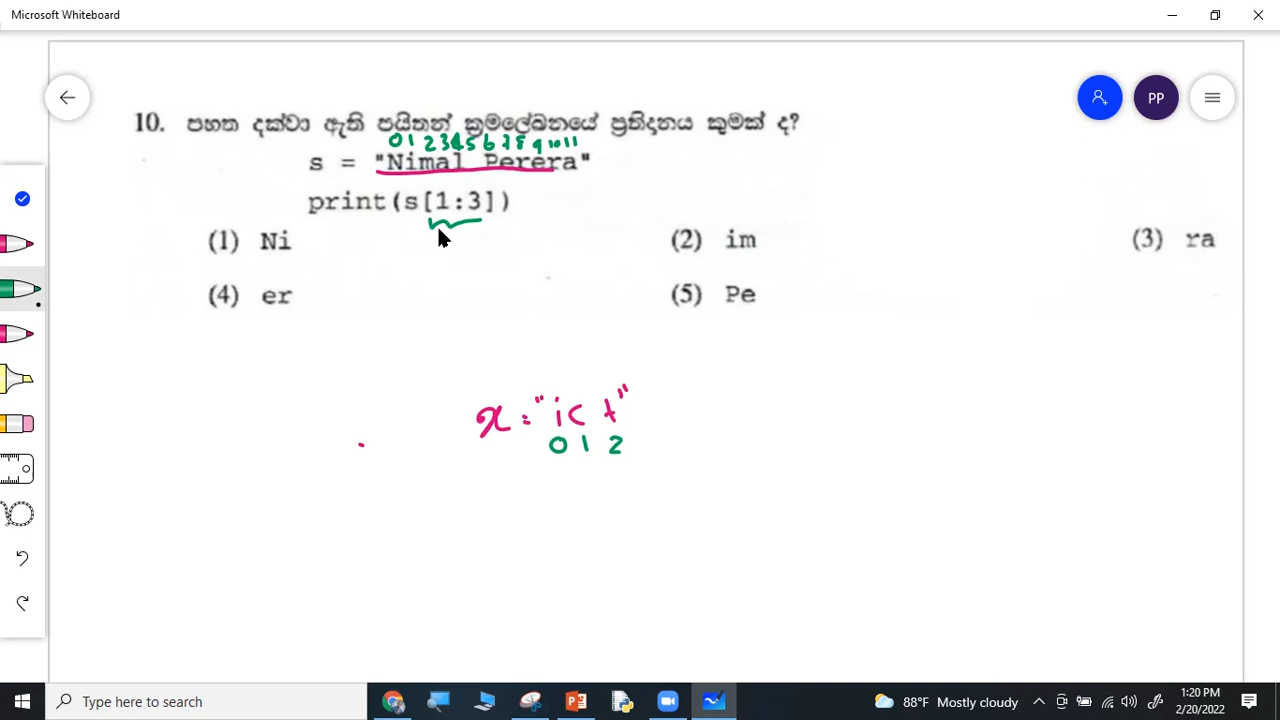 Microsoft Whiteboard
PP
10. පහත දක්වා ඇති පයිතන් ක්‍රමලේඛනයේ ප්‍රතිදානය කුමක් ද?
0 1 2 3 4 5 6 7 8 9 10 11
s = "Nimal Perera"
print(s[1:3])
(1) Ni (2) im (3) ra
(4) er (5) Pe
x = "ict"
0 1 2
Type here to search
88°F Mostly cloudy
1:20 PM
2/20/2022